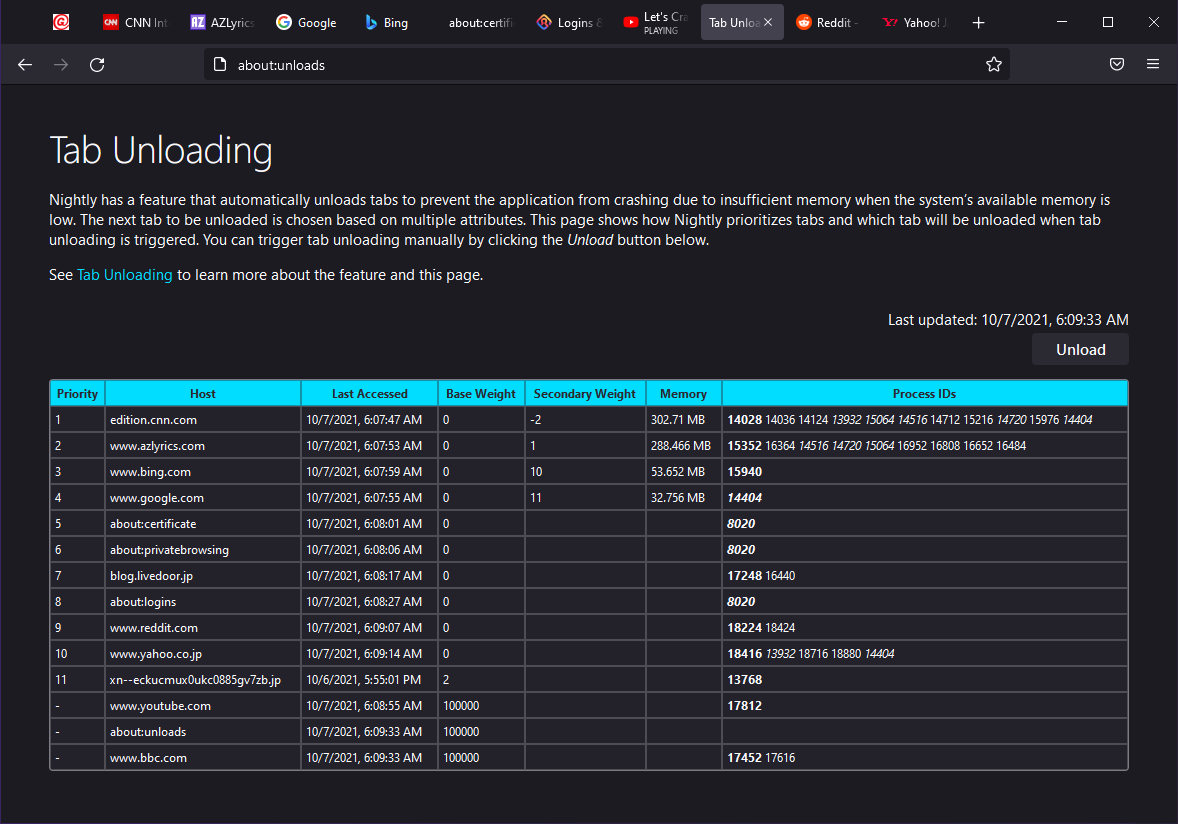 CNN Int
AZLyrics
Google
Bing
about:certifi
Logins &
Let's Cra
PLAYING
Tab Unloa
Reddit -
Yahoo! J
about:unloads
Tab Unloading
Nightly has a feature that automatically unloads tabs to prevent the application from crashing due to insufficient memory when the system's available memory is
low. The next tab to be unloaded is chosen based on multiple attributes. This page shows how Nightly prioritizes tabs and which tab will be unloaded when tab
unloading is triggered. You can trigger tab unloading manually by clicking the Unload button below.
See Tab Unloading to learn more about the feature and this page.
Last updated: 10/7/2021, 6:09:33 AM
Unload
Priority Host Last Accessed Base Weight Secondary Weight Memory Process IDs
1 edition.cnn.com 10/7/2021, 6:07:47 AM 0 -2 302.71 MB 14028 14036 14124 13932 15064 14516 14712 15216 14720 15976 14404
2 www.azlyrics.com 10/7/2021, 6:07:53 AM 0 1 288.466 MB 15352 16364 14516 14720 15064 16952 16808 16652 16484
3 www.bing.com 10/7/2021, 6:07:59 AM 0 10 53.652 MB 15940
4 www.google.com 10/7/2021, 6:07:55 AM 0 11 32.756 MB 14404
5 about:certificate 10/7/2021, 6:08:01 AM 0 8020
6 about:privatebrowsing 10/7/2021, 6:08:06 AM 0 8020
7 blog.livedoor.jp 10/7/2021, 6:08:17 AM 0 17248 16440
8 about:logins 10/7/2021, 6:08:27 AM 0 8020
9 www.reddit.com 10/7/2021, 6:09:07 AM 0 18224 18424
10 www.yahoo.co.jp 10/7/2021, 6:09:14 AM 0 18416 13932 18716 18880 14404
11 xn--eckucmux0ukc0885gv7zb.jp 10/6/2021, 5:55:01 PM 2 13768
- www.youtube.com 10/7/2021, 6:08:55 AM 100000 17812
- about:unloads 10/7/2021, 6:09:33 AM 100000
- www.bbc.com 10/7/2021, 6:09:33 AM 100000 17452 17616